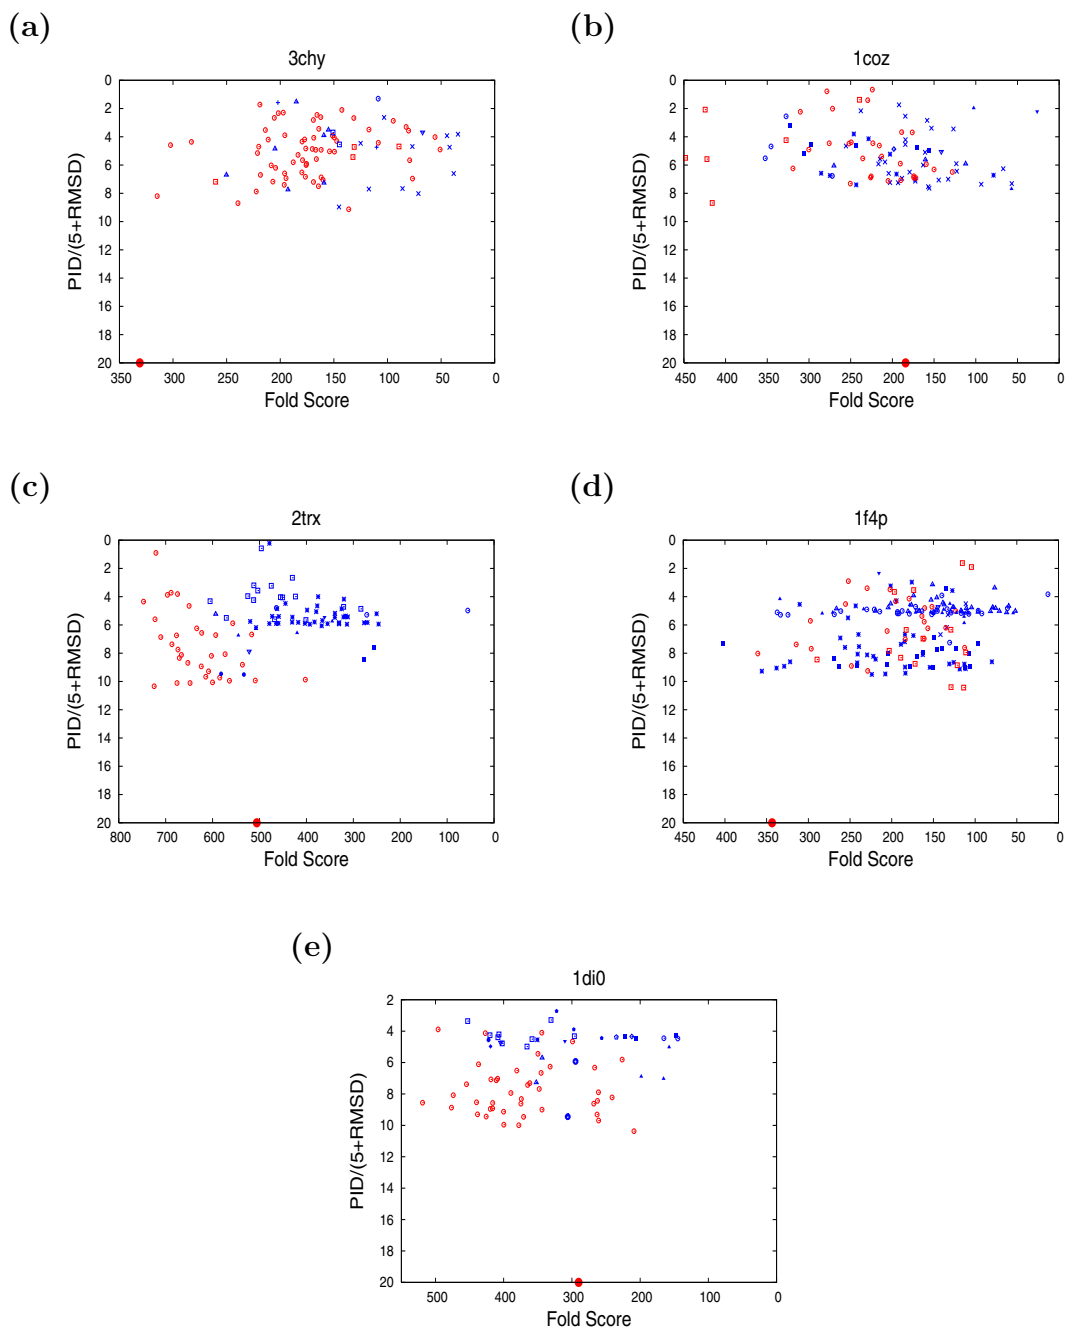 (a)
3chy
0
2
4
6
8
10
12
14
16
18
20
350 300 250 200 150 100 50 0
PID/(5+RMSD)
Fold Score
(b)
1coz
0
2
4
6
8
10
12
14
16
18
20
450 400 350 300 250 200 150 100 50 0
PID/(5+RMSD)
Fold Score
(c)
2trx
0
2
4
6
8
10
12
14
16
18
20
800 700 600 500 400 300 200 100 0
PID/(5+RMSD)
Fold Score
(d)
1f4p
0
2
4
6
8
10
12
14
16
18
20
450 400 350 300 250 200 150 100 50 0
PID/(5+RMSD)
Fold Score
(e)
1di0
2
4
6
8
10
12
14
16
18
20
500 400 300 200 100 0
PID/(5+RMSD)
Fold Score